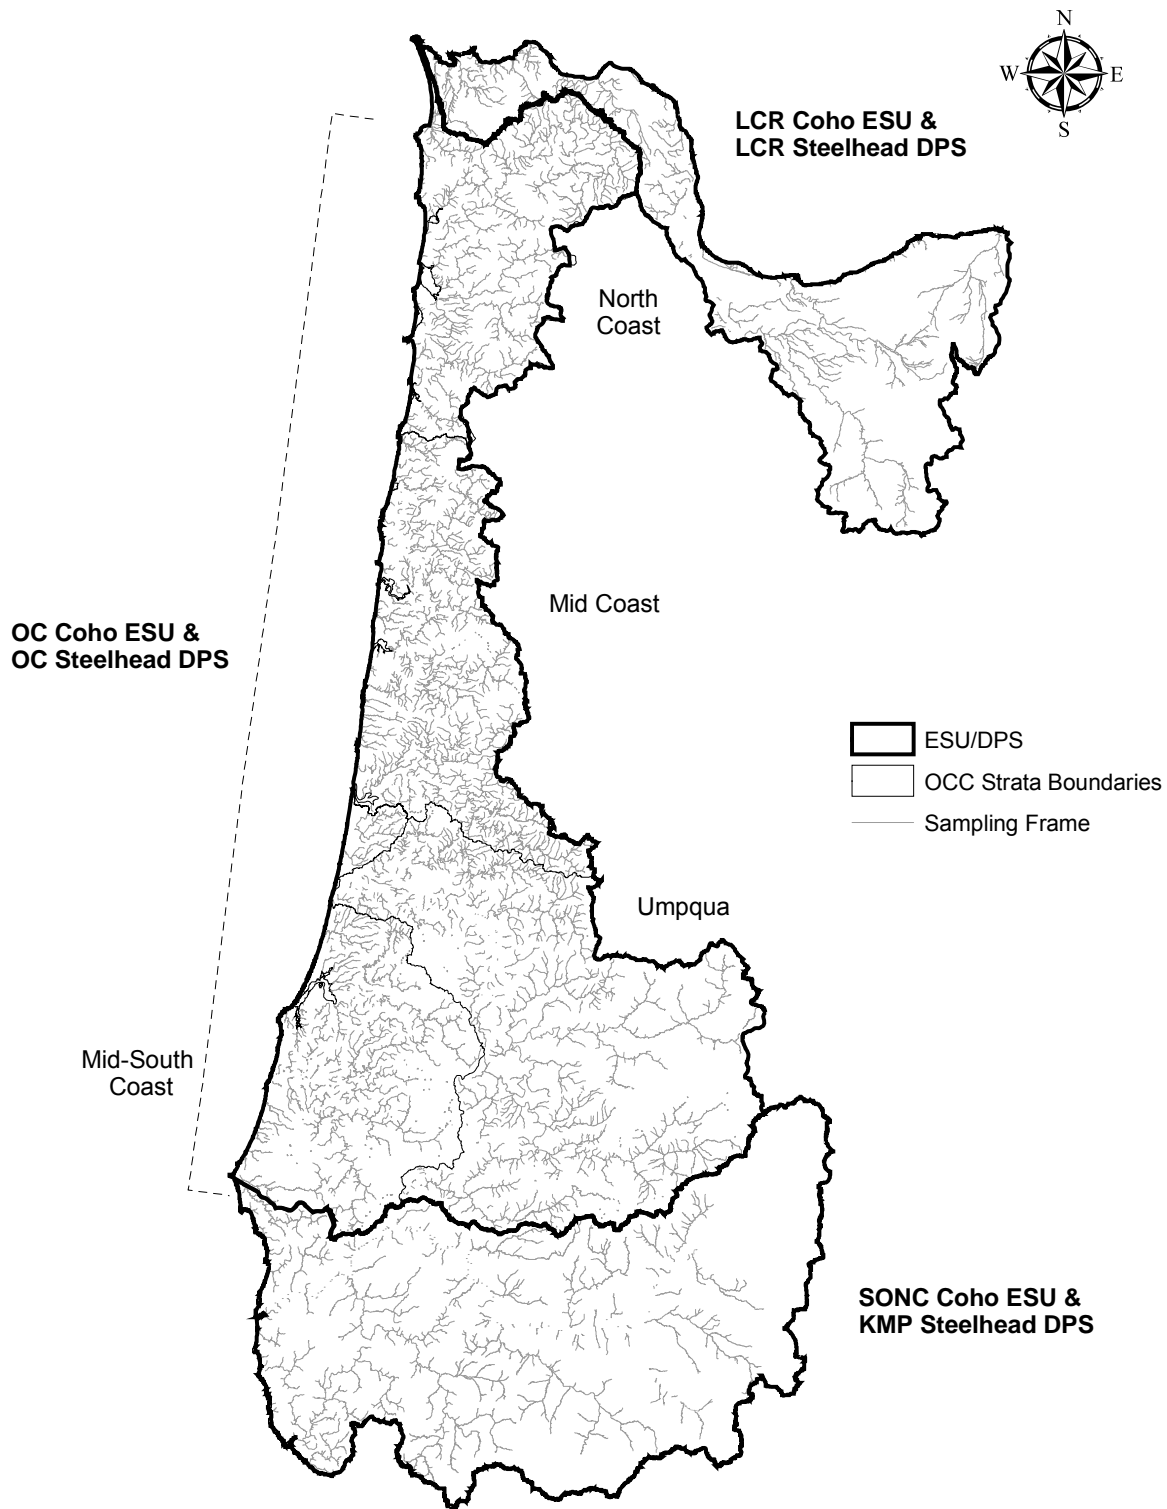 N
W E
S
LCR Coho ESU &
LCR Steelhead DPS
North
Coast
Mid Coast
OC Coho ESU &
OC Steelhead DPS
ESU/DPS
OCC Strata Boundaries
Sampling Frame
Umpqua
Mid-South
Coast
SONC Coho ESU &
KMP Steelhead DPS